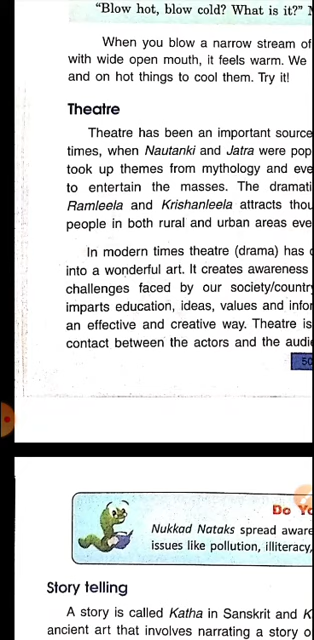 "Blow hot, blow cold? What is it?"
When you blow a narrow stream of
with wide open mouth, it feels warm. We
and on hot things to cool them. Try it!
Theatre
Theatre has been an important source
times, when Nautanki and Jatra were pop
took up themes from mythology and eve
to entertain the masses. The dramati
Ramleela and Krishanleela attracts thou
people in both rural and urban areas eve
In modern times theatre (drama) has
into a wonderful art. It creates awareness
challenges faced by our society/country
imparts education, ideas, values and infor
an effective and creative way. Theatre is
contact between the actors and the audi
50
Do Yo
Nukkad Nataks spread aware
issues like pollution, illiteracy,
Story telling
A story is called Katha in Sanskrit and K
ancient art that involves narrating a story o